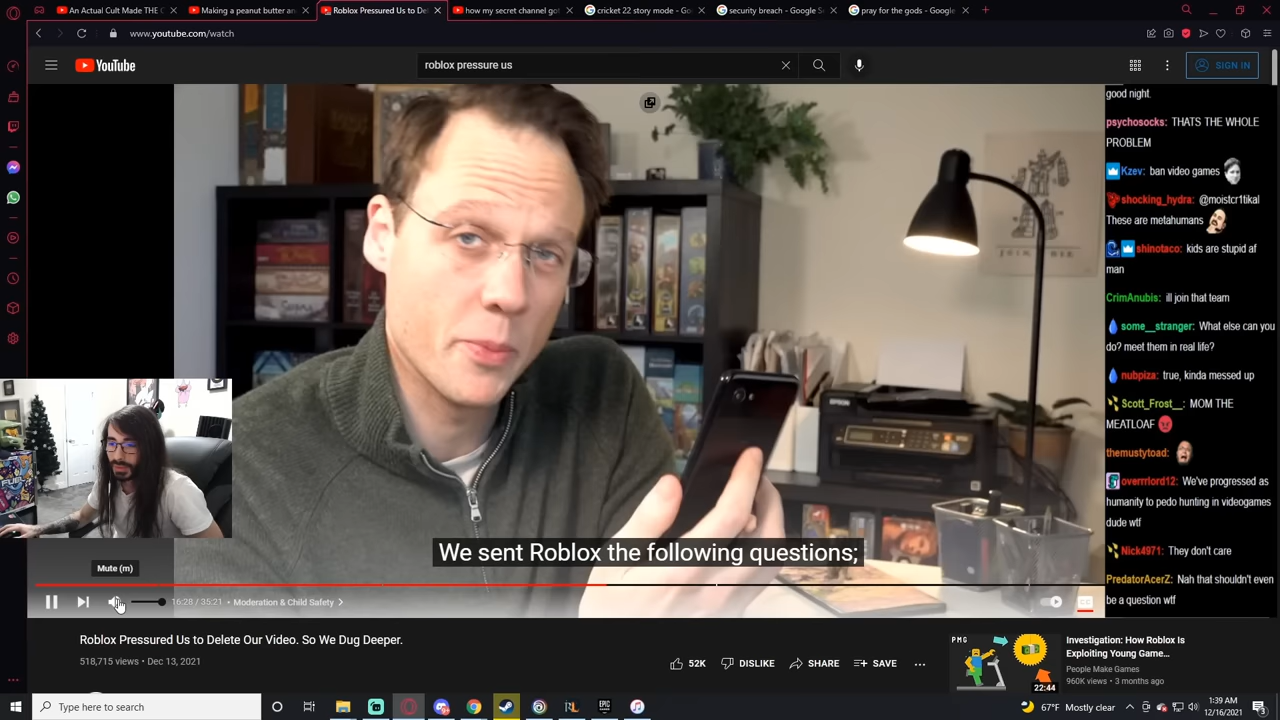 An Actual Cult Made THE C
Making a peanut butter an
Roblox Pressured Us to Del
how my secret channel got
cricket 22 story mode - Go
security breach - Google S
pray for the gods - Google
www.youtube.com/watch
YouTube
roblox pressure us
SIGN IN
good night.
psychosocks: THATS THE WHOLE
PROBLEM
Kzev: ban video games
shocking_hydra: @moistcr1tikal
These are metahumans
shinotaco: kids are stupid af
man
CrimAnubis: ill join that team
some__stranger: What else can you
do? meet them in real life?
nubpiza: true, kinda messed up
Scott_Frost__: MOM THE
MEATLOAF
themustytoad:
overrrlord12: We've progressed as
humanity to pedo hunting in videogames
dude wtf
Nick4971: They don't care
PredatorAcerZ: Nah that shouldn't even
be a question wtf
EPSON
We sent Roblox the following questions;
Mute (m)
16:28 / 35:21 • Moderation & Child Safety
CC
Roblox Pressured Us to Delete Our Video. So We Dug Deeper.
518,715 views • Dec 13, 2021
52K
DISLIKE
SHARE
SAVE
PMG
22:44
Investigation: How Roblox Is
Exploiting Young Game…
People Make Games
960K views • 3 months ago
Type here to search
EPIC
67°F Mostly clear
1:39 AM
12/16/2021